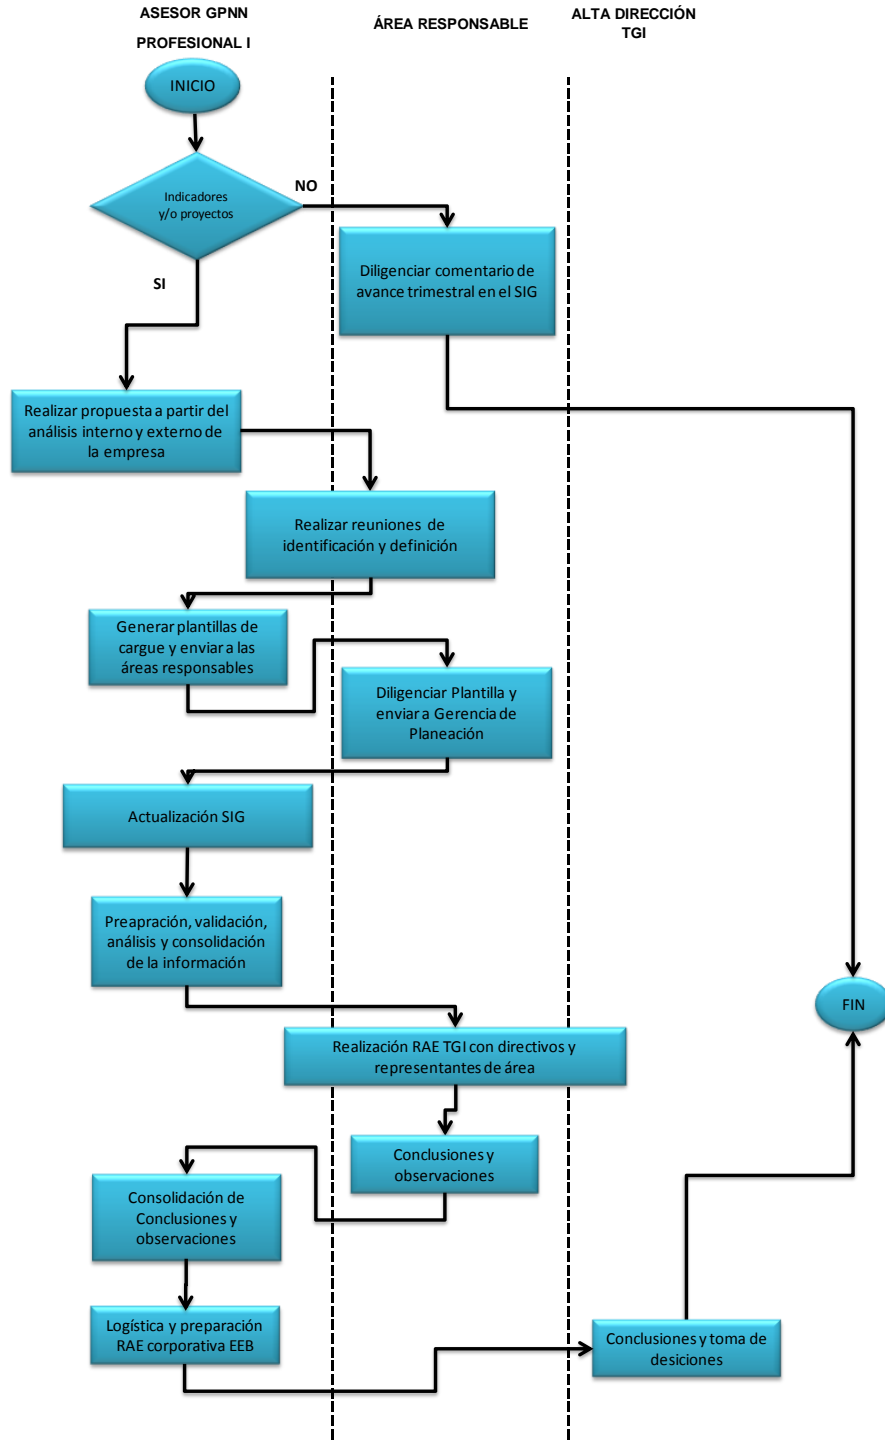 ASESOR GPNN
PROFESIONAL I
ÁREA RESPONSABLE
ALTA DIRECCIÓN
TGI
INICIO
Indicadores
y/o proyectos
NO
SI
Diligenciar comentario de
avance trimestral en el SIG
Realizar propuesta a partir del
análisis interno y externo de
la empresa
Realizar reuniones de
identificación y definición
Generar plantillas de
cargue y enviar a las
áreas responsables
Diligenciar Plantilla y
enviar a Gerencia de
Planeación
Actualización SIG
Preapración, validación,
análisis y consolidación
de la información
FIN
Realización RAE TGI con directivos y
representantes de área
Conclusiones y
observaciones
Consolidación de
Conclusiones y
observaciones
Logística y preparación
RAE corporativa EEB
Conclusiones y toma de
desiciones